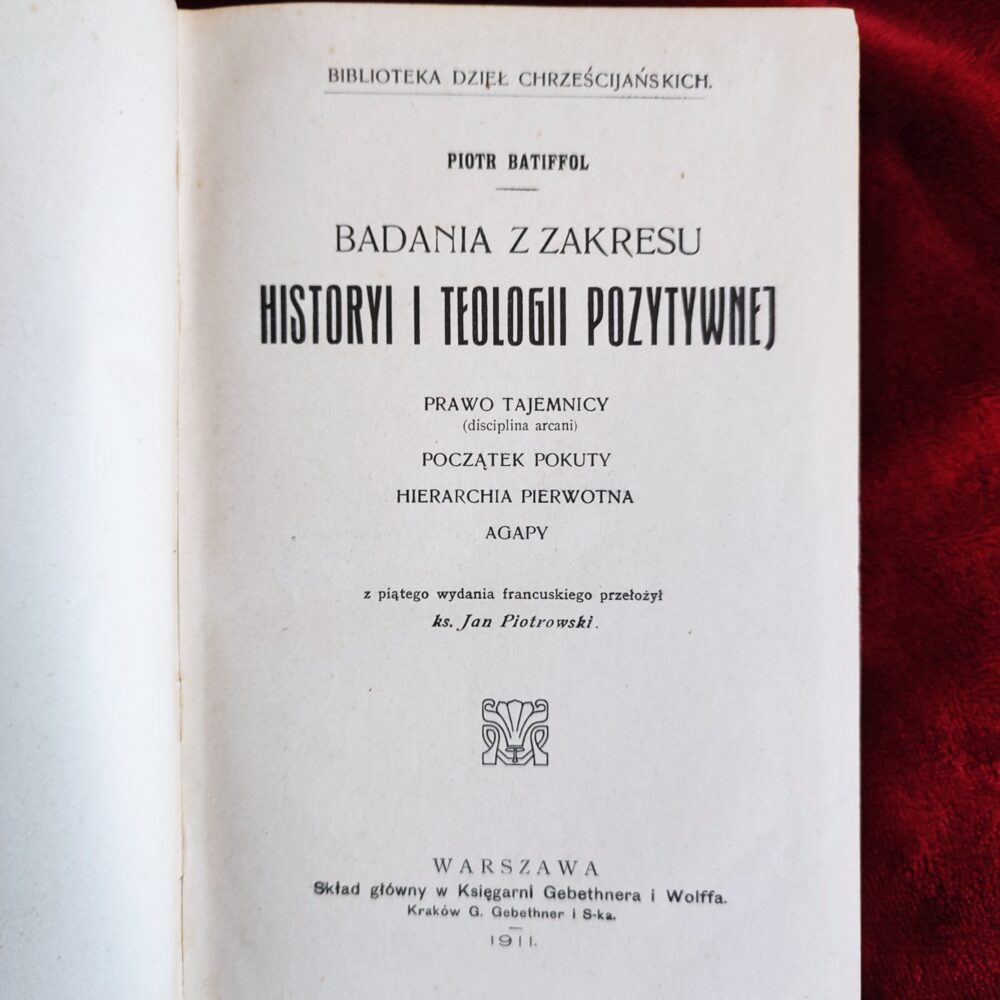 BIBLIOTEKA DZIEŁ CHRZEŚCIJAŃSKICH.
PIOTR BATIFFOL
BADANIA Z ZAKRESU
HISTORYI I TEOLOGII POZYTYWNEJ
PRAWO TAJEMNICY
(disciplina arcani)
POCZĄTEK POKUTY
HIERARCHIA PIERWOTNA
AGAPY
z piątego wydania francuskiego przełożył
ks. Jan Piotrowski.
WARSZAWA
Skład główny w Księgarni Gebethnera i Wolffa.
Kraków G. Gebethner i S-ka.
1911.